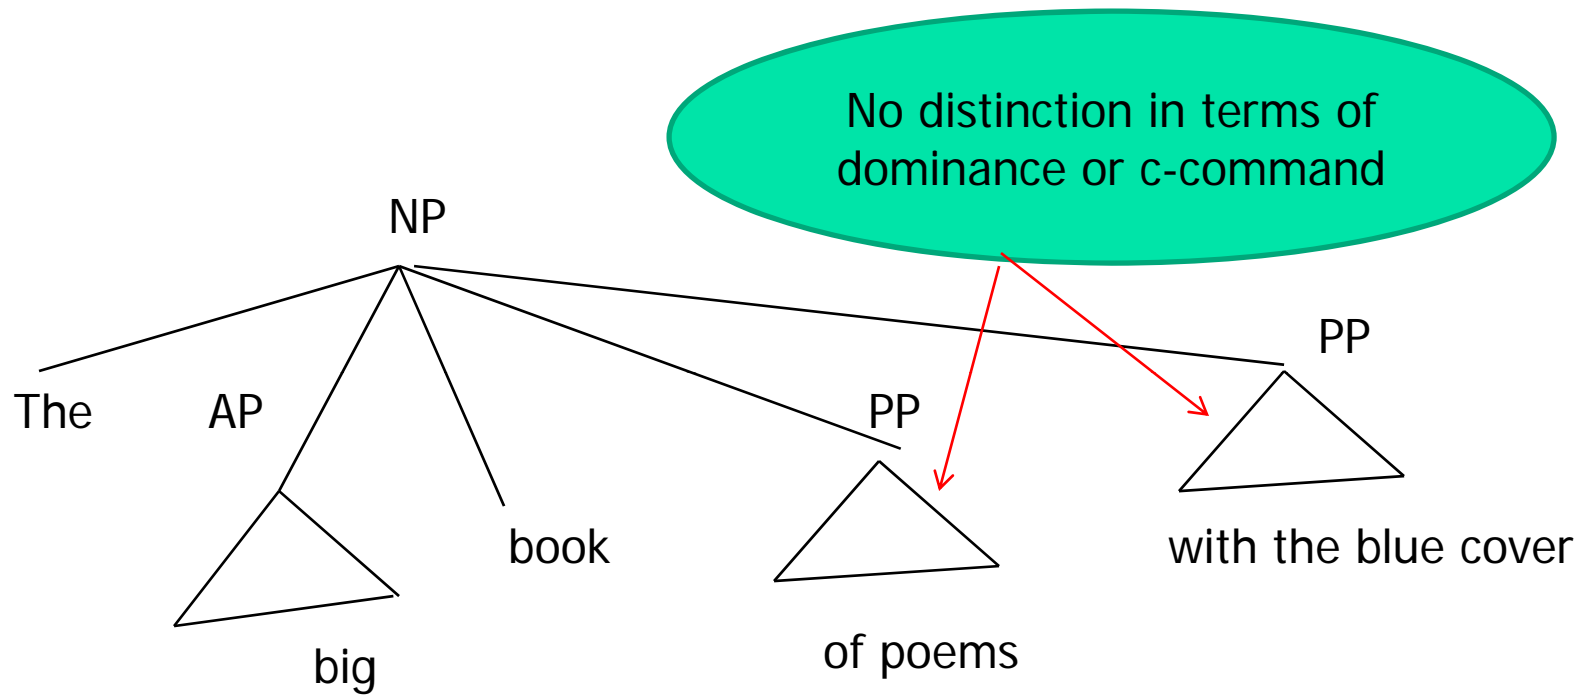 No distinction in terms of
dominance or c-command
NP
PP
The
AP
PP
book
with the blue cover
of poems
big